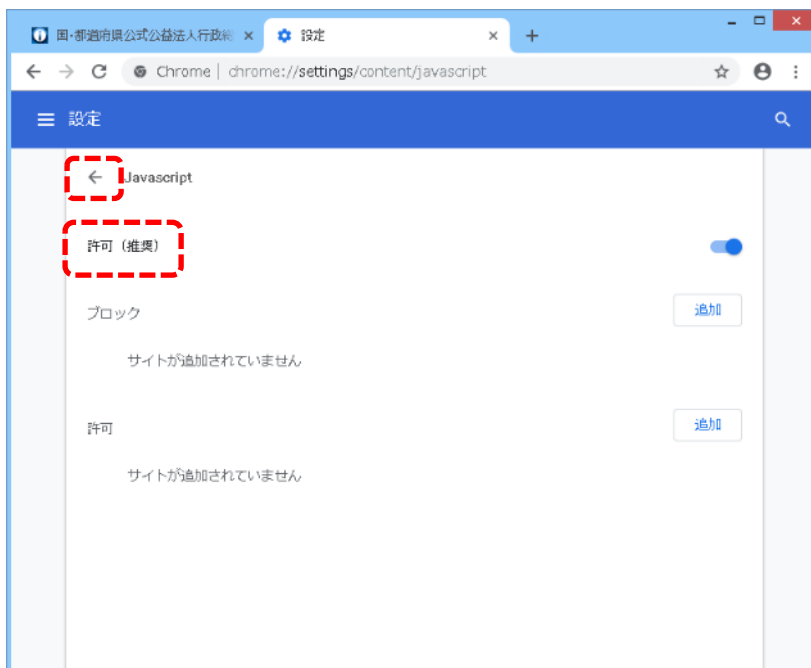 国・都道府県公式公益法人行政総
設定
Chrome | chrome://settings/content/javascript
設定
Javascript
許可（推奨）
ブロック
追加
サイトが追加されていません
許可
追加
サイトが追加されていません